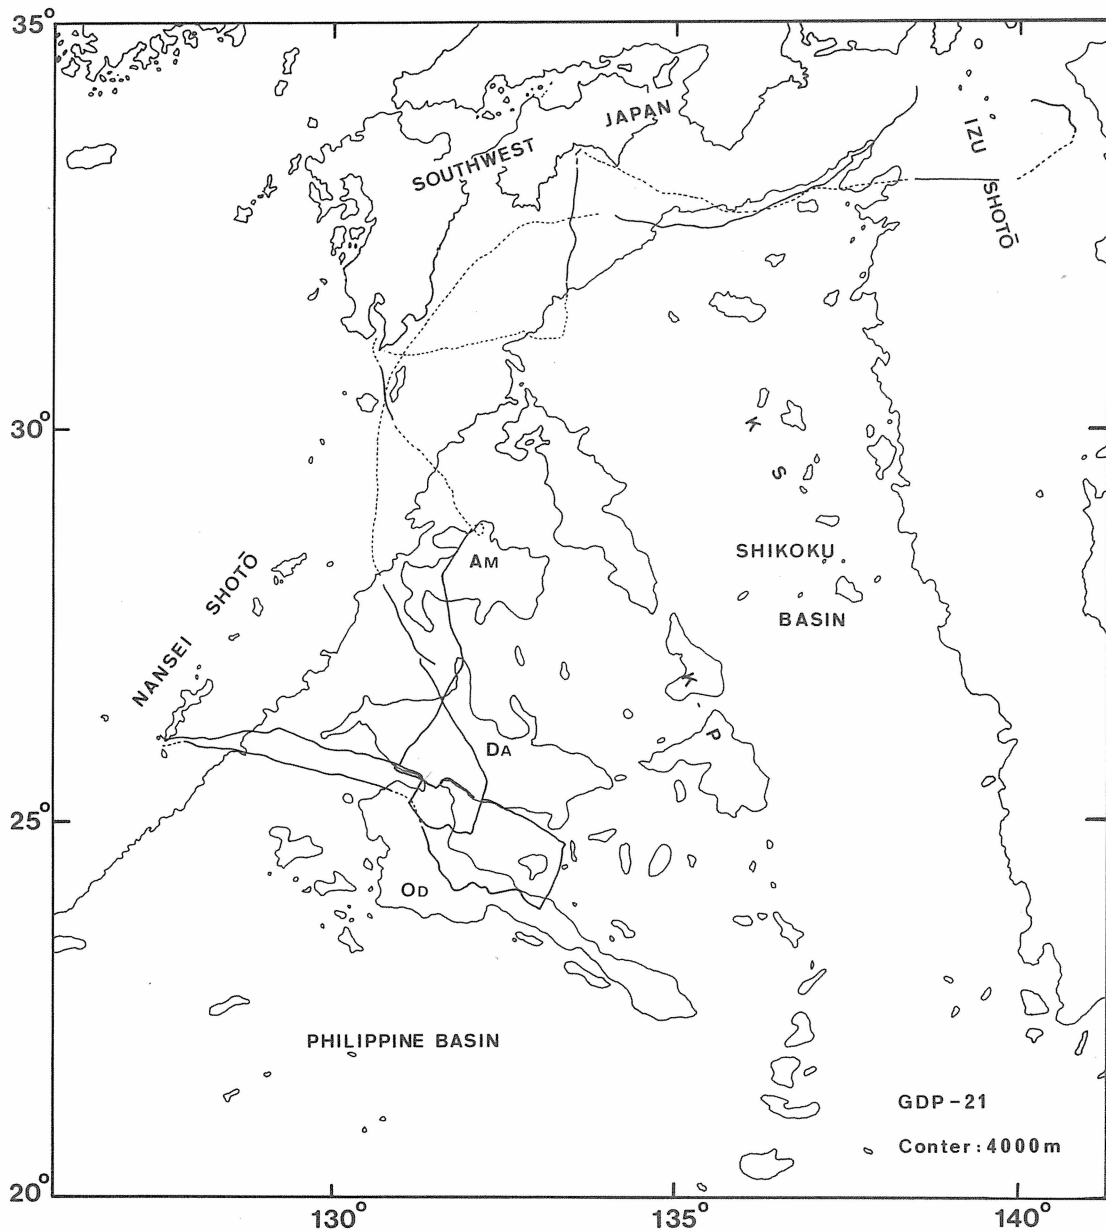 35°
JAPAN
SOUTHWEST
IZU
SHOTŌ
30°
K
S
SHIKOKU
BASIN
AM
NANSEI SHOTŌ
K - P
DA
25°
OD
PHILIPPINE BASIN
GDP-21
Conter: 4000m
20°
130°
135°
140°